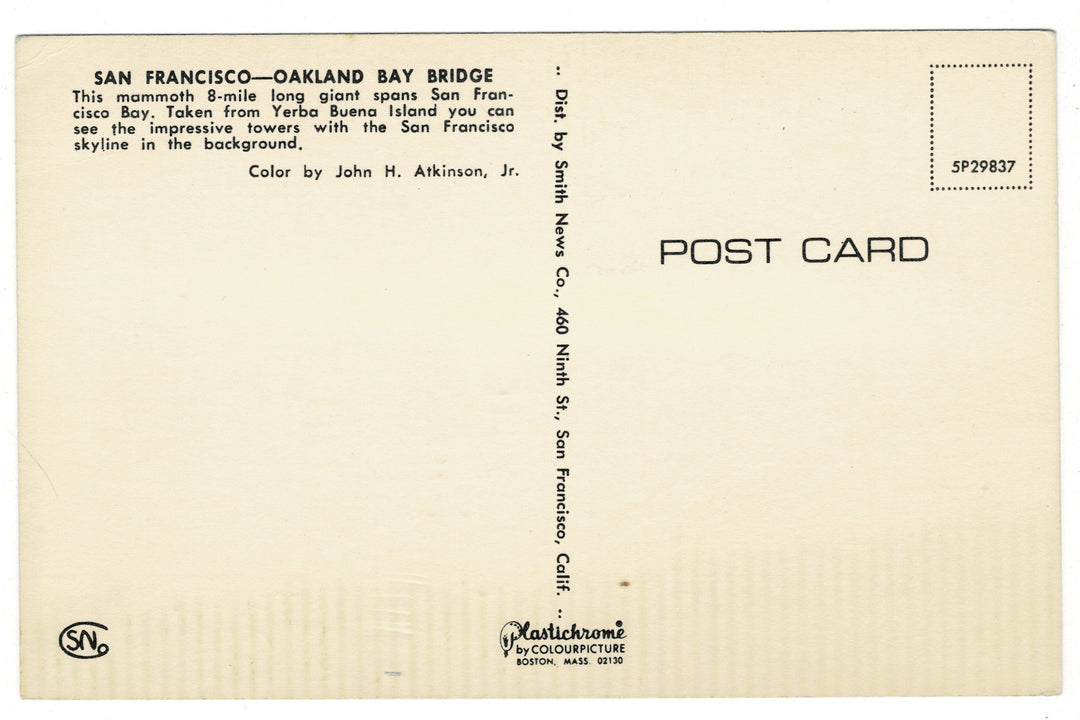 SAN FRANCISCO—OAKLAND BAY BRIDGE
This mammoth 8-mile long giant spans San Fran-
cisco Bay. Taken from Yerba Buena Island you can
see the impressive towers with the San Francisco
skyline in the background.
Color by John H. Atkinson, Jr.
Dist. by Smith News Co., 460 Ninth St., San Francisco, Calif.
5P29837
POST CARD
SNo
Plastichrome®
by COLOURPICTURE
BOSTON, MASS. 02130